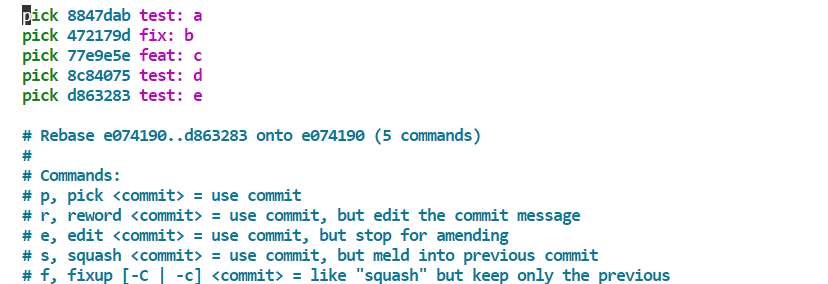 pick 8847dab test: a
pick 472179d fix: b
pick 77e9e5e feat: c
pick 8c84075 test: d
pick d863283 test: e
# Rebase e074190..d863283 onto e074190 (5 commands)
#
# Commands:
# p, pick <commit> = use commit
# r, reword <commit> = use commit, but edit the commit message
# e, edit <commit> = use commit, but stop for amending
# s, squash <commit> = use commit, but meld into previous commit
# f, fixup [-C | -c] <commit> = like "squash" but keep only the previous